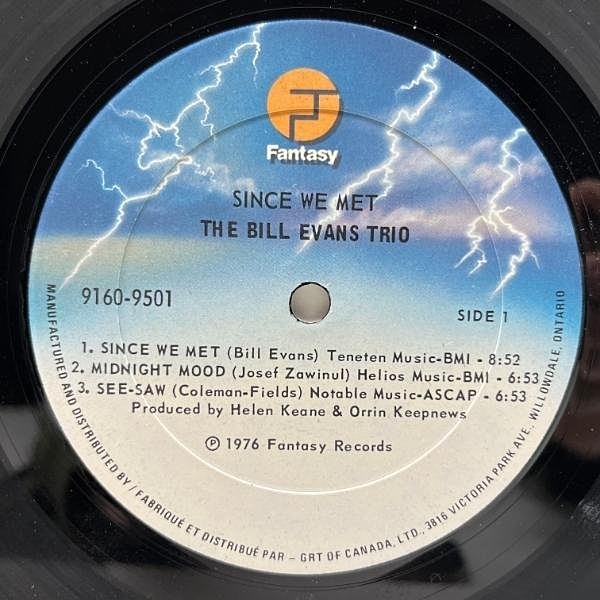 Fantasy
SINCE WE MET
THE BILL EVANS TRIO
9160-9501
SIDE 1
1. SINCE WE MET (Bill Evans) Teneten Music-BMI - 8:52
2. MIDNIGHT MOOD (Josef Zawinul) Helios Music-BMI - 6:53
3. SEE-SAW (Coleman-Fields) Notable Music-ASCAP - 6:53
Produced by Helen Keane & Orrin Keepnews
℗ 1976 Fantasy Records
MANUFACTURED AND DISTRIBUTED BY / FABRIQUÉ ET DISTRIBUÉ PAR – GRT OF CANADA, LTD., 3816 VICTORIA PARK AVE., WILLOWDALE, ONTARIO